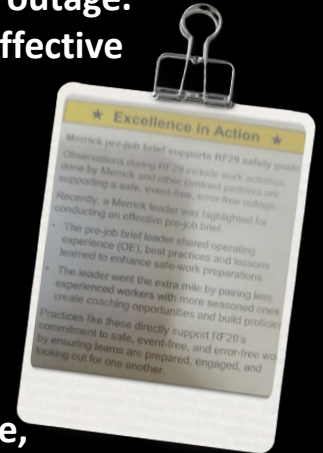 outage.
ffective
★ Excellence in Action ★
Merrick pre-job brief supports RF29 safety goals
Observations during RF29 include work activities
done by Merrick and other contract partners are
supporting a safe, event-free, error-free outage.
Recently, a Merrick leader was highlighted for
conducting an effective pre-job brief.
• The pre-job brief leader shared operating
experience (OE), best practices and lessons
learned to enhance safe-work preparations.
• The leader went the extra mile by pairing less
experienced workers with more seasoned ones
create coaching opportunities and build proficien
Practices like these directly support RF29's
commitment to safe, event-free, and error-free wo
by ensuring teams are prepared, engaged, and
looking out for one another.
e,